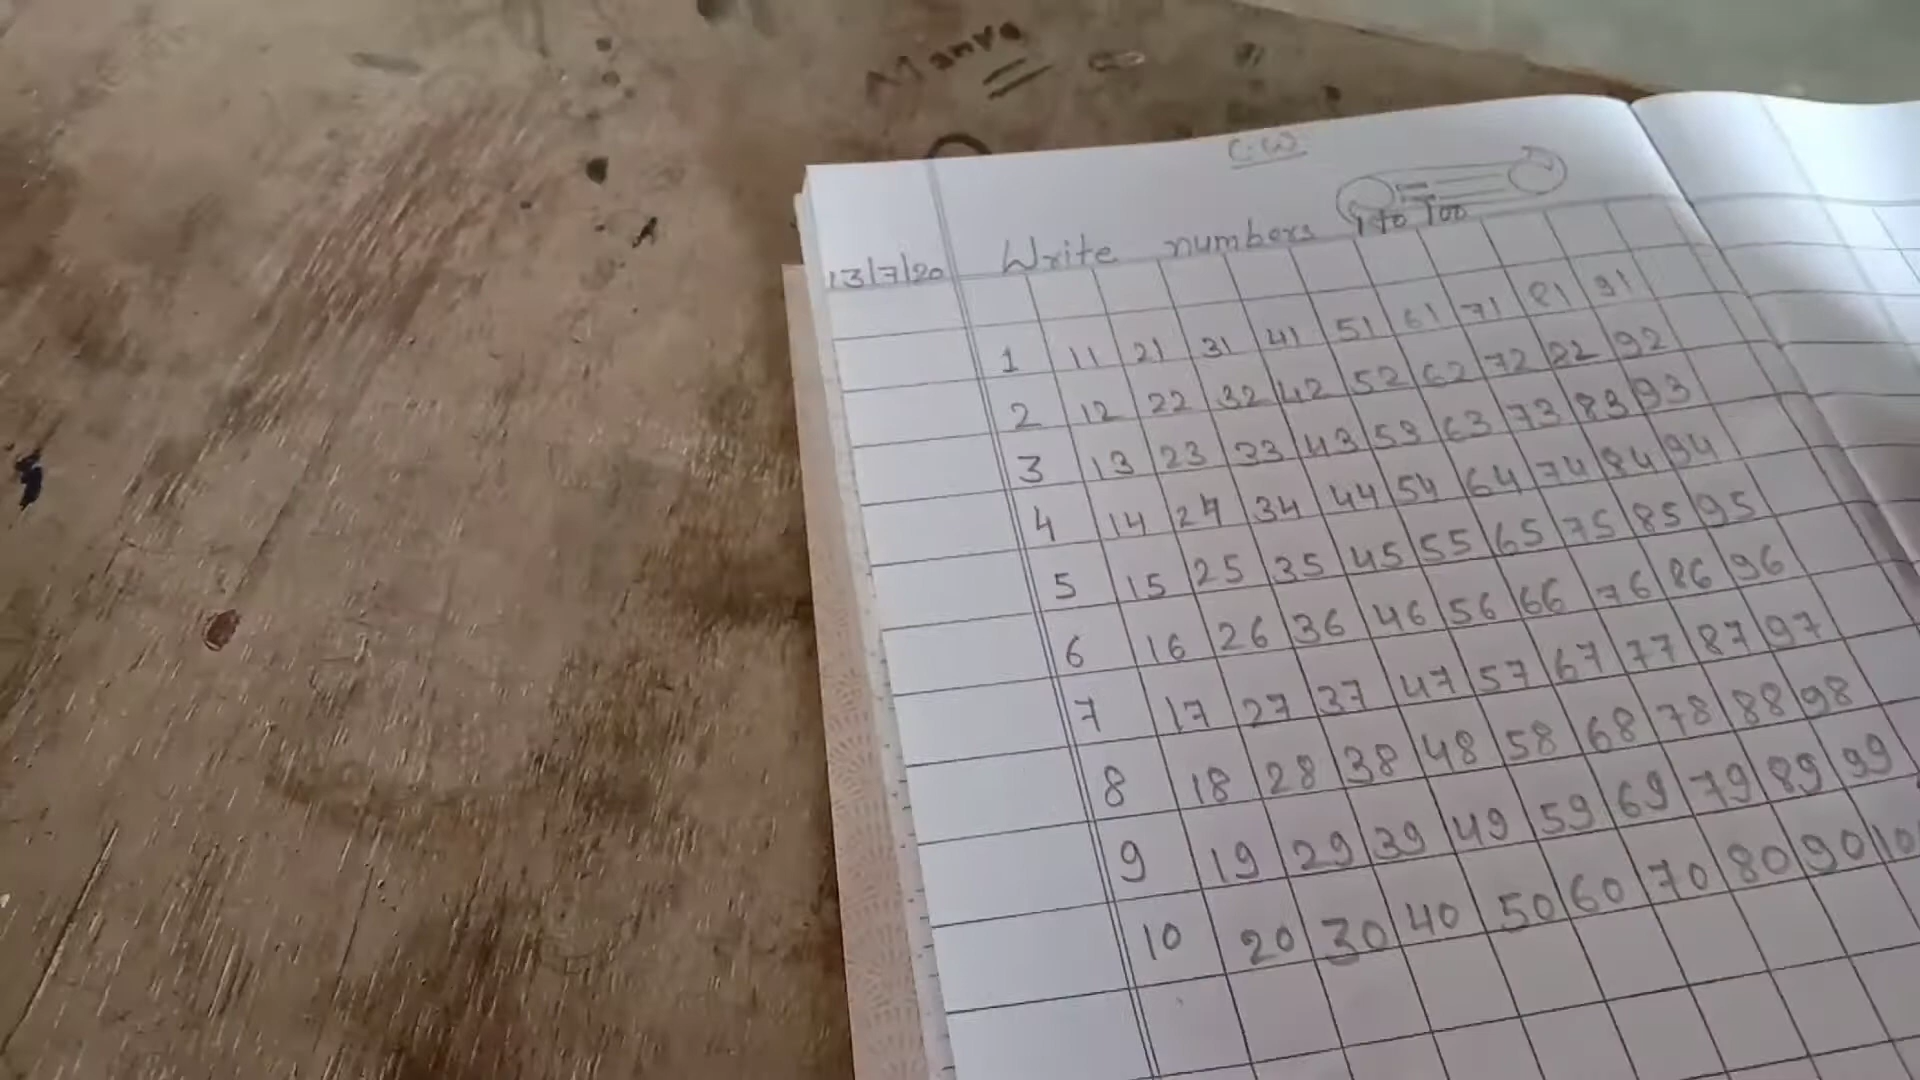 Manva
C.W
13/7/20 Write numbers 1 to 100
1 11 21 31 41 51 61 71 81 91
2 12 22 32 42 52 62 72 82 92
3 13 23 33 43 53 63 73 83 93
4 14 24 34 44 54 64 74 84 94
5 15 25 35 45 55 65 75 85 95
6 16 26 36 46 56 66 76 86 96
7 17 27 37 47 57 67 77 87 97
8 18 28 38 48 58 68 78 88 98
9 19 29 39 49 59 69 79 89 99
10 20 30 40 50 60 70 80 90 10